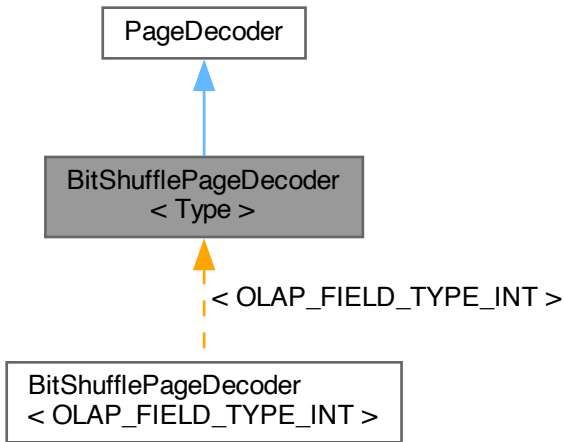 PageDecoder
BitShufflePageDecoder
< Type >
< OLAP_FIELD_TYPE_INT >
BitShufflePageDecoder
< OLAP_FIELD_TYPE_INT >